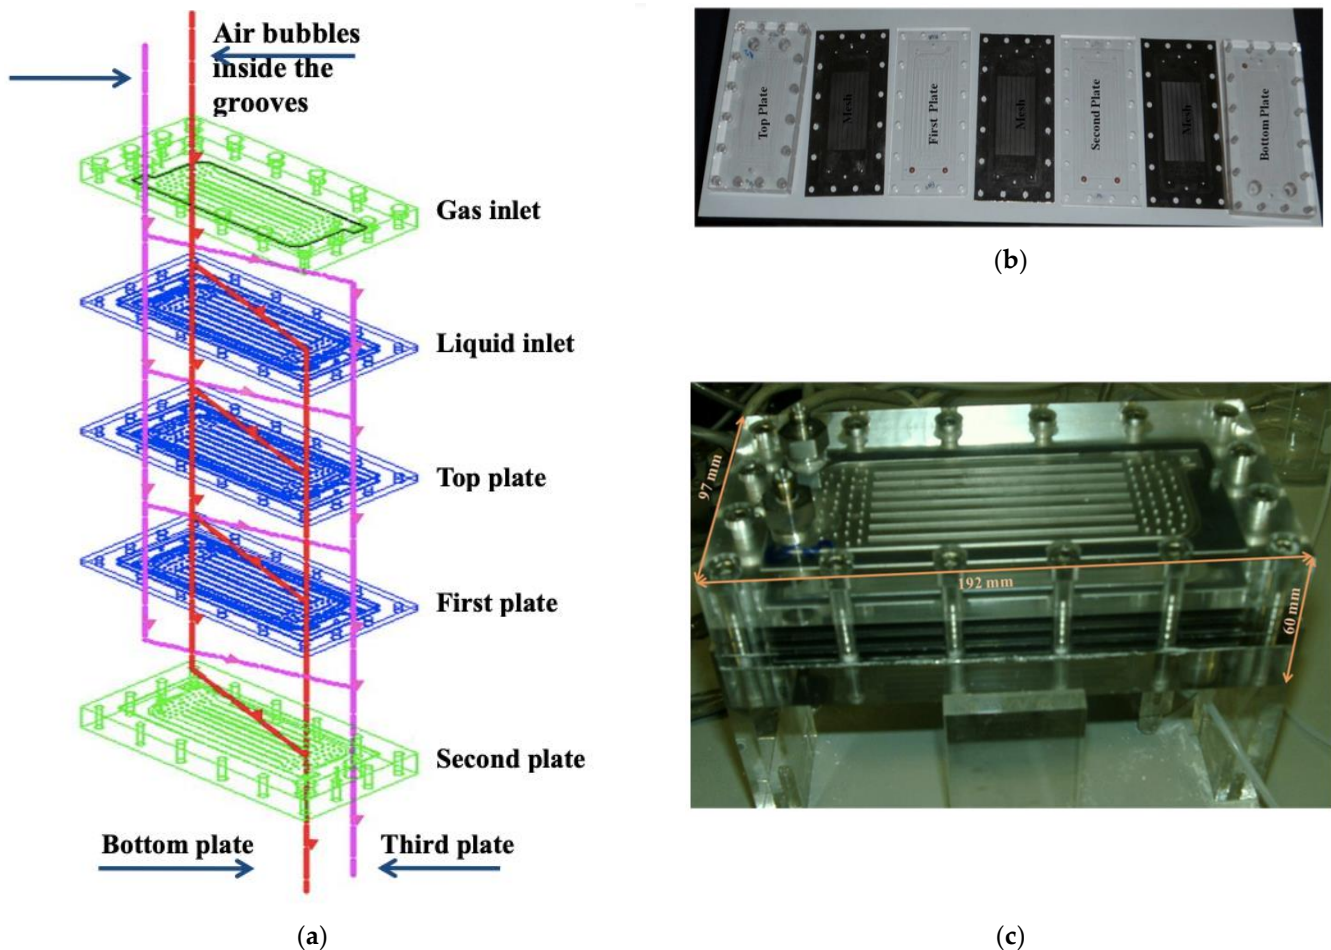 Air bubbles
inside the
grooves
Gas inlet
Liquid inlet
Top plate
First plate
Second plate
Bottom plate
Third plate
(a)
Top Plate
Mesh
First Plate
Mesh
Second Plate
Mesh
Bottom Plate
(b)
97 mm
192 mm
60 mm
(c)